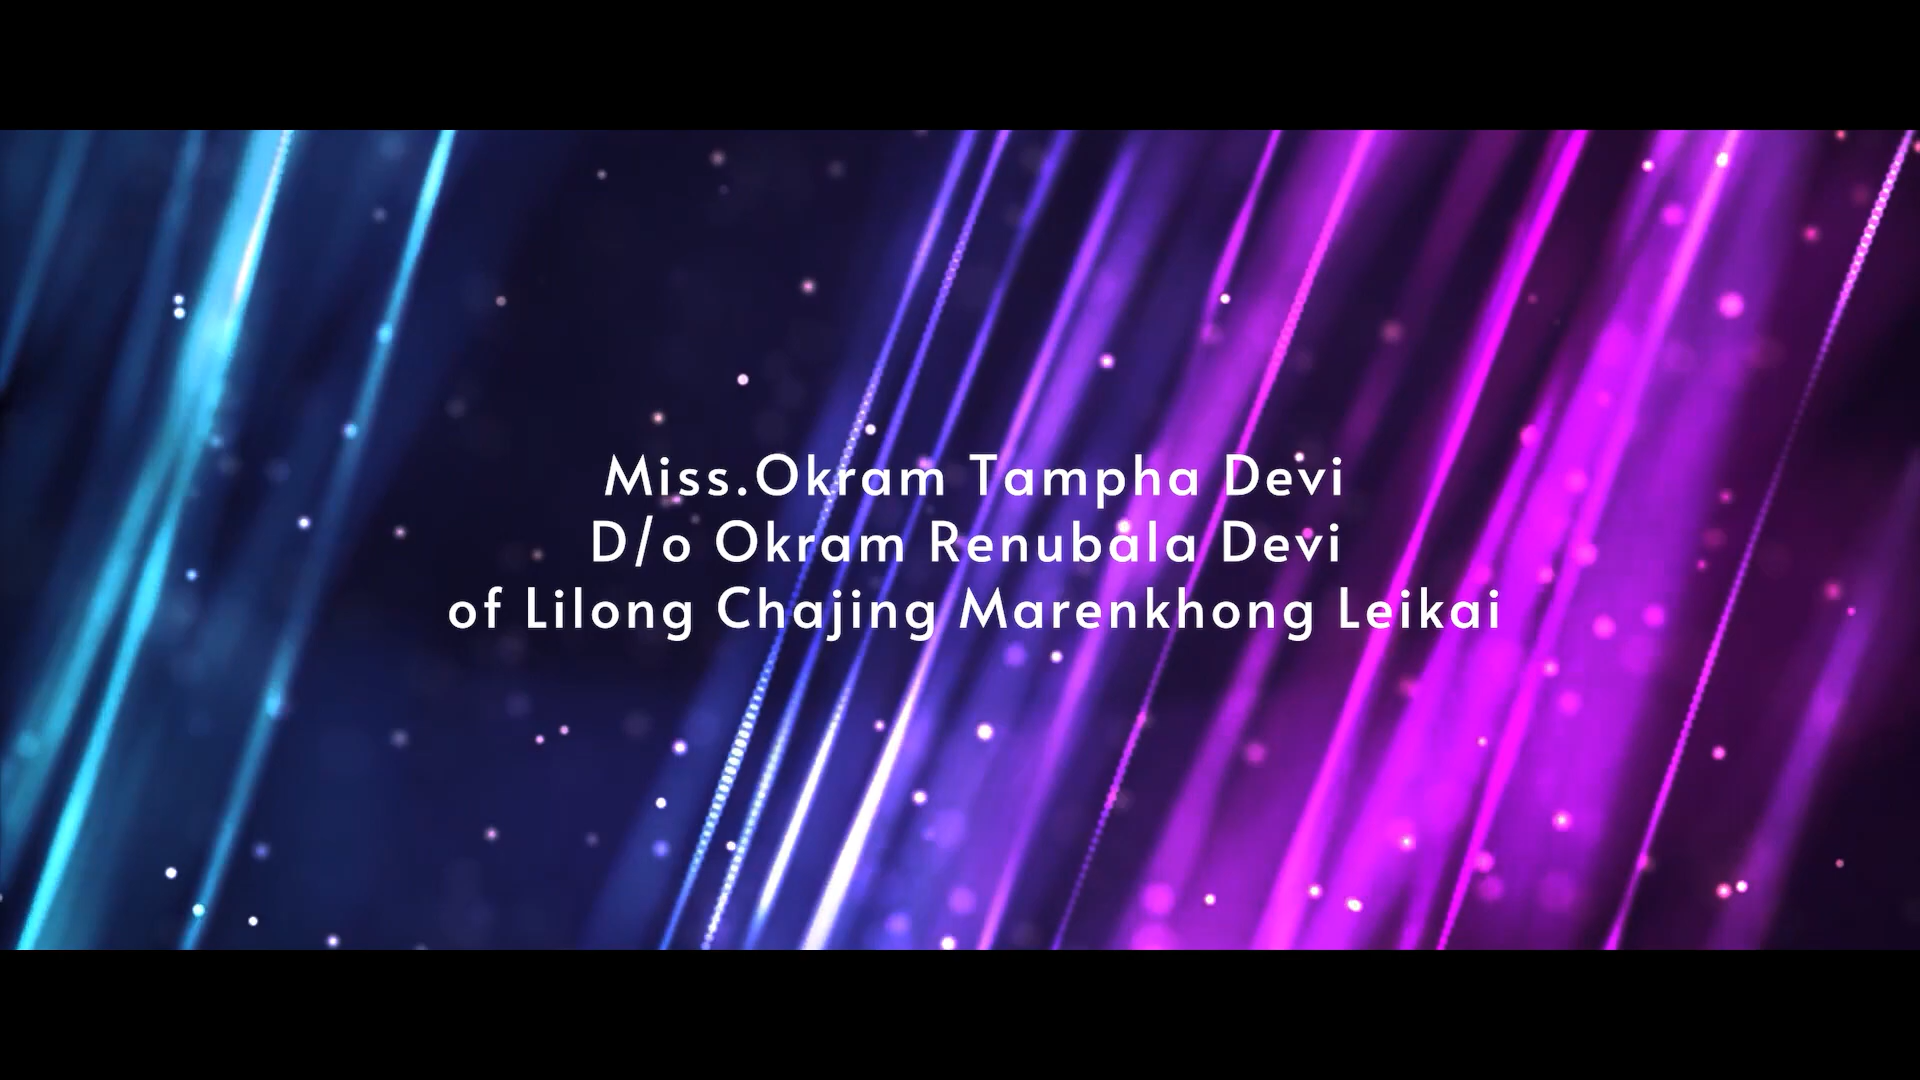 Miss.Okram Tampha Devi
D/o Okram Renubala Devi
of Lilong Chajing Marenkhong Leikai